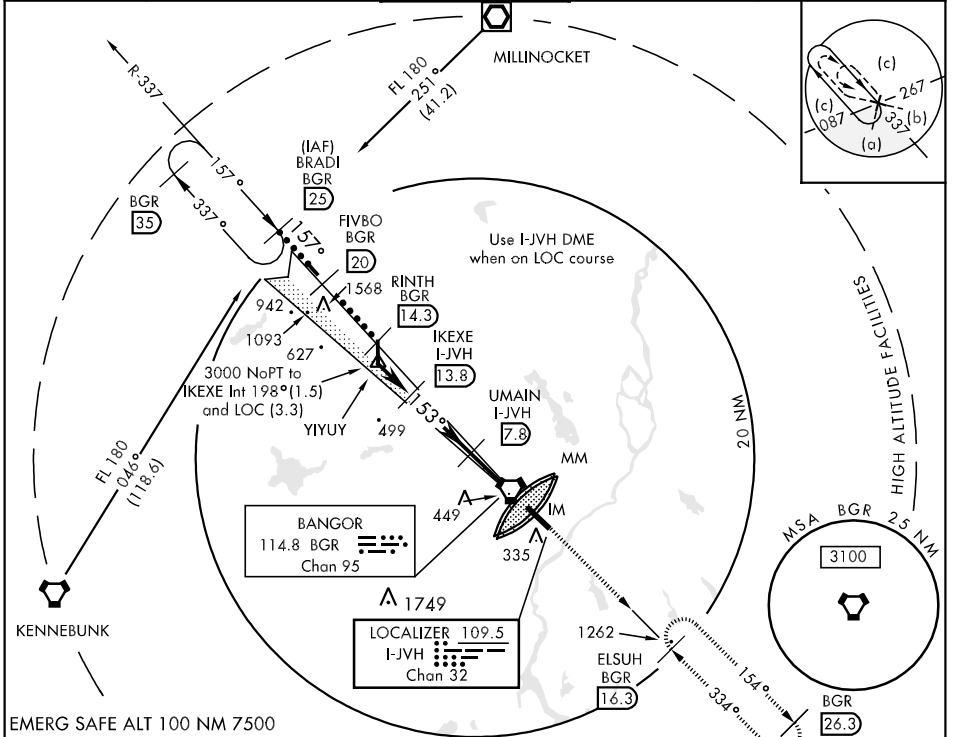 MILLINOCKET
FL 180
251°
(41.2)
R-337
157°
337°
BGR
35
(IAF)
BRADI
BGR
25
157°
FIVBO
BGR
20
1568
RINTH
BGR
14.3
IKEXE
I-JVH
13.8
Use I-JVH DME
when on LOC course
942
1093
627
3000 NoPT to
IKEXE Int 198° (1.5)
and LOC (3.3)
YIYUY
499
153°
UMAIN
I-JVH
7.8
MM
IM
449
335
BANGOR
114.8 BGR
Chan 95
1749
LOCALIZER 109.5
I-JVH
Chan 32
FL 180
046°
(118.6)
KENNEBUNK
20 NM
HIGH ALTITUDE FACILITIES
(c)
267
(c)
087
(b)
337
(a)
MSA BGR 25 NM
3100
1262
ELSUH
BGR
16.3
154°
334°
BGR
26.3
EMERG SAFE ALT 100 NM 7500